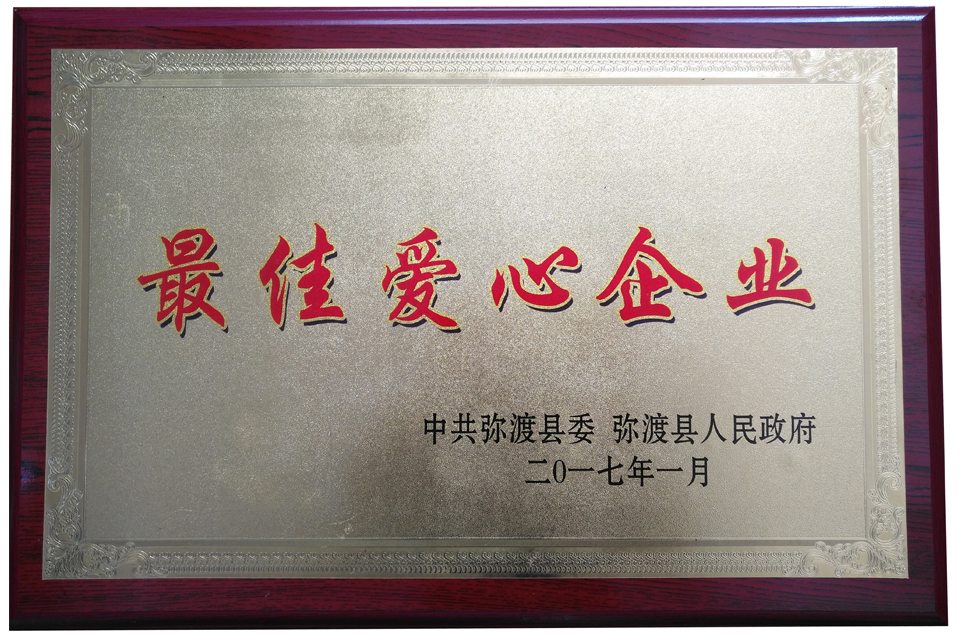 最佳爱心企业
中共弥渡县委 弥渡县人民政府
二0一七年一月